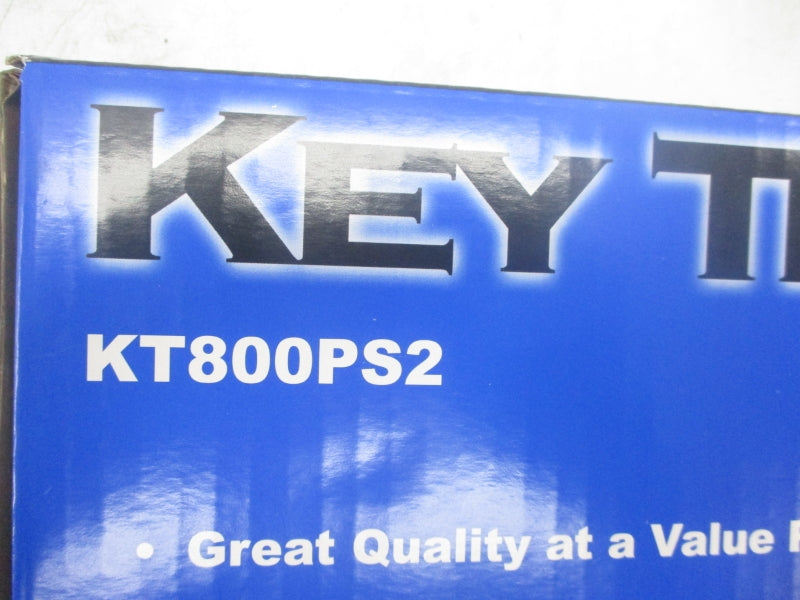 KEY T
KT800PS2
• Great Quality at a Value